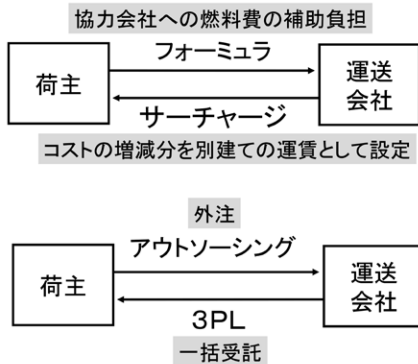 協力会社への燃料費の補助負担
フォーミュラ
荷主
運送
会社
サーチャージ
コストの増減分を別建ての運賃として設定
外注
アウトソーシング
荷主
運送
会社
3PL
一括受託